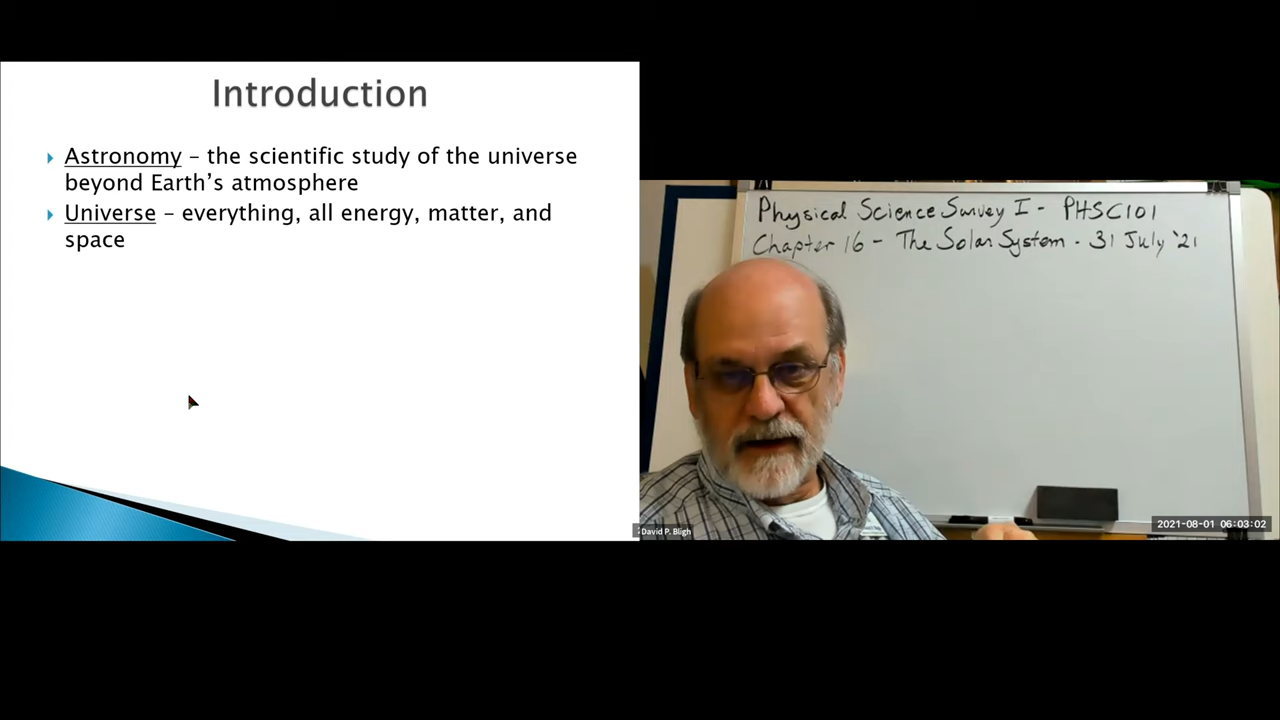 Introduction
Astronomy – the scientific study of the universe
beyond Earth's atmosphere
Universe – everything, all energy, matter, and
space
Physical Science Survey I - PHSC101
Chapter 16 - The Solar System - 31 July '21
David P. Bligh
2021-08-01 06:03:02